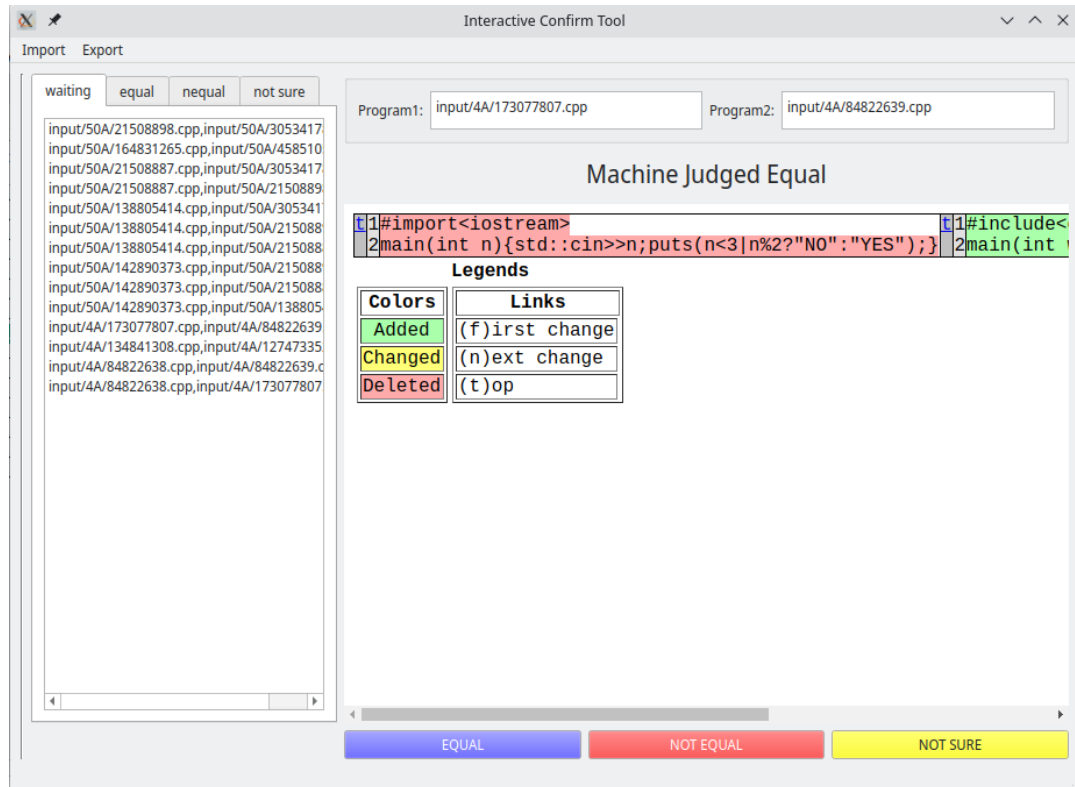 Interactive Confirm Tool
Import Export
waiting equal nequal not sure
input/50A/21508898.cpp,input/50A/3053417
input/50A/164831265.cpp,input/50A/458510
input/50A/21508887.cpp,input/50A/3053417
input/50A/21508887.cpp,input/50A/2150889
input/50A/138805414.cpp,input/50A/305341
input/50A/138805414.cpp,input/50A/215088
input/50A/138805414.cpp,input/50A/215088
input/50A/142890373.cpp,input/50A/215088
input/50A/142890373.cpp,input/50A/215088
input/50A/142890373.cpp,input/50A/138805
input/4A/173077807.cpp,input/4A/84822639
input/4A/134841308.cpp,input/4A/12747335
input/4A/84822638.cpp,input/4A/84822639.c
input/4A/84822638.cpp,input/4A/173077807
Program1: input/4A/173077807.cpp Program2: input/4A/84822639.cpp
Machine Judged Equal
t 1 #import<iostream> t 1 #include<
2 main(int n){std::cin>>n;puts(n<3|n%2?"NO":"YES");} 2 main(int
Legends
Colors Links
Added (f)irst change
Changed (n)ext change
Deleted (t)op
EQUAL NOT EQUAL NOT SURE